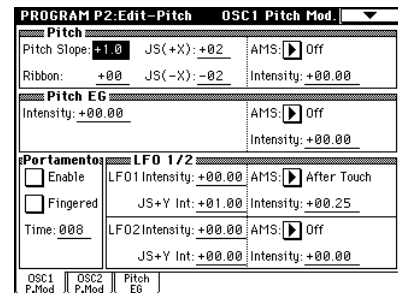 PROGRAM P2:Edit-Pitch OSC1 Pitch Mod.
Pitch
Pitch Slope: +1.0 JS(+X): +02 AMS: Off
Ribbon: +00 JS(-X): -02 Intensity: +00.00
Pitch EG
Intensity: +00.00 AMS: Off
Intensity: +00.00
Portamento LFO 1/2
Enable LFO1 Intensity: +00.00 AMS: After Touch
Fingered JS+Y Int: +01.00 Intensity: +00.25
Time: 008 LFO2 Intensity: +00.00 AMS: Off
JS+Y Int: +00.00 Intensity: +00.00
OSC1 P.Mod OSC2 P.Mod Pitch EG